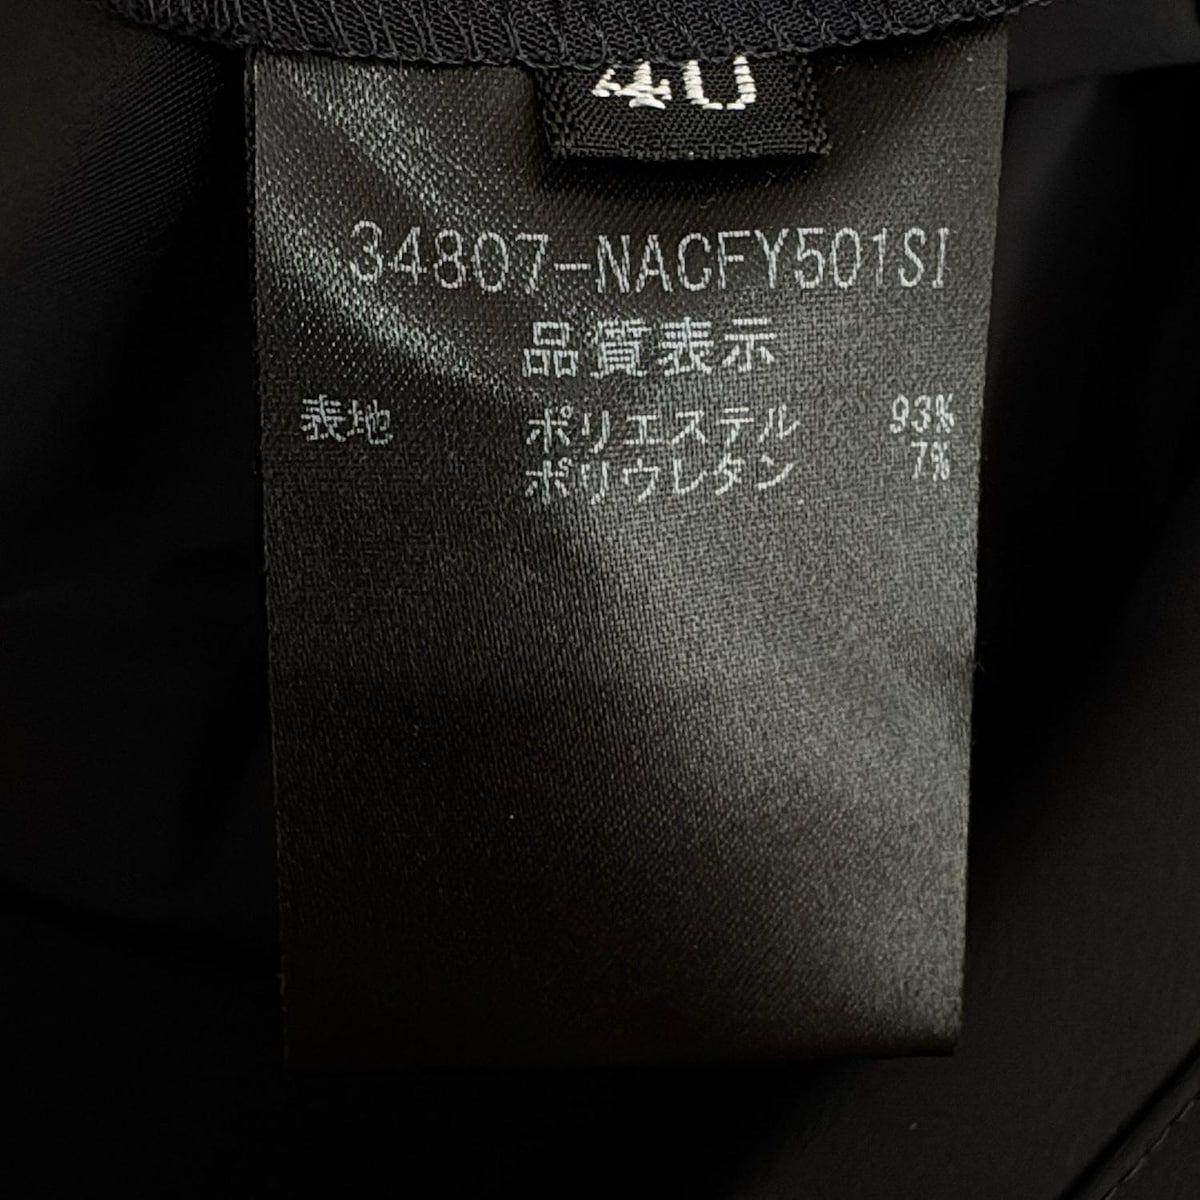 40
34807-NACFY501SI
品質表示
表地 ポリエステル 93%
ポリウレタン 7%